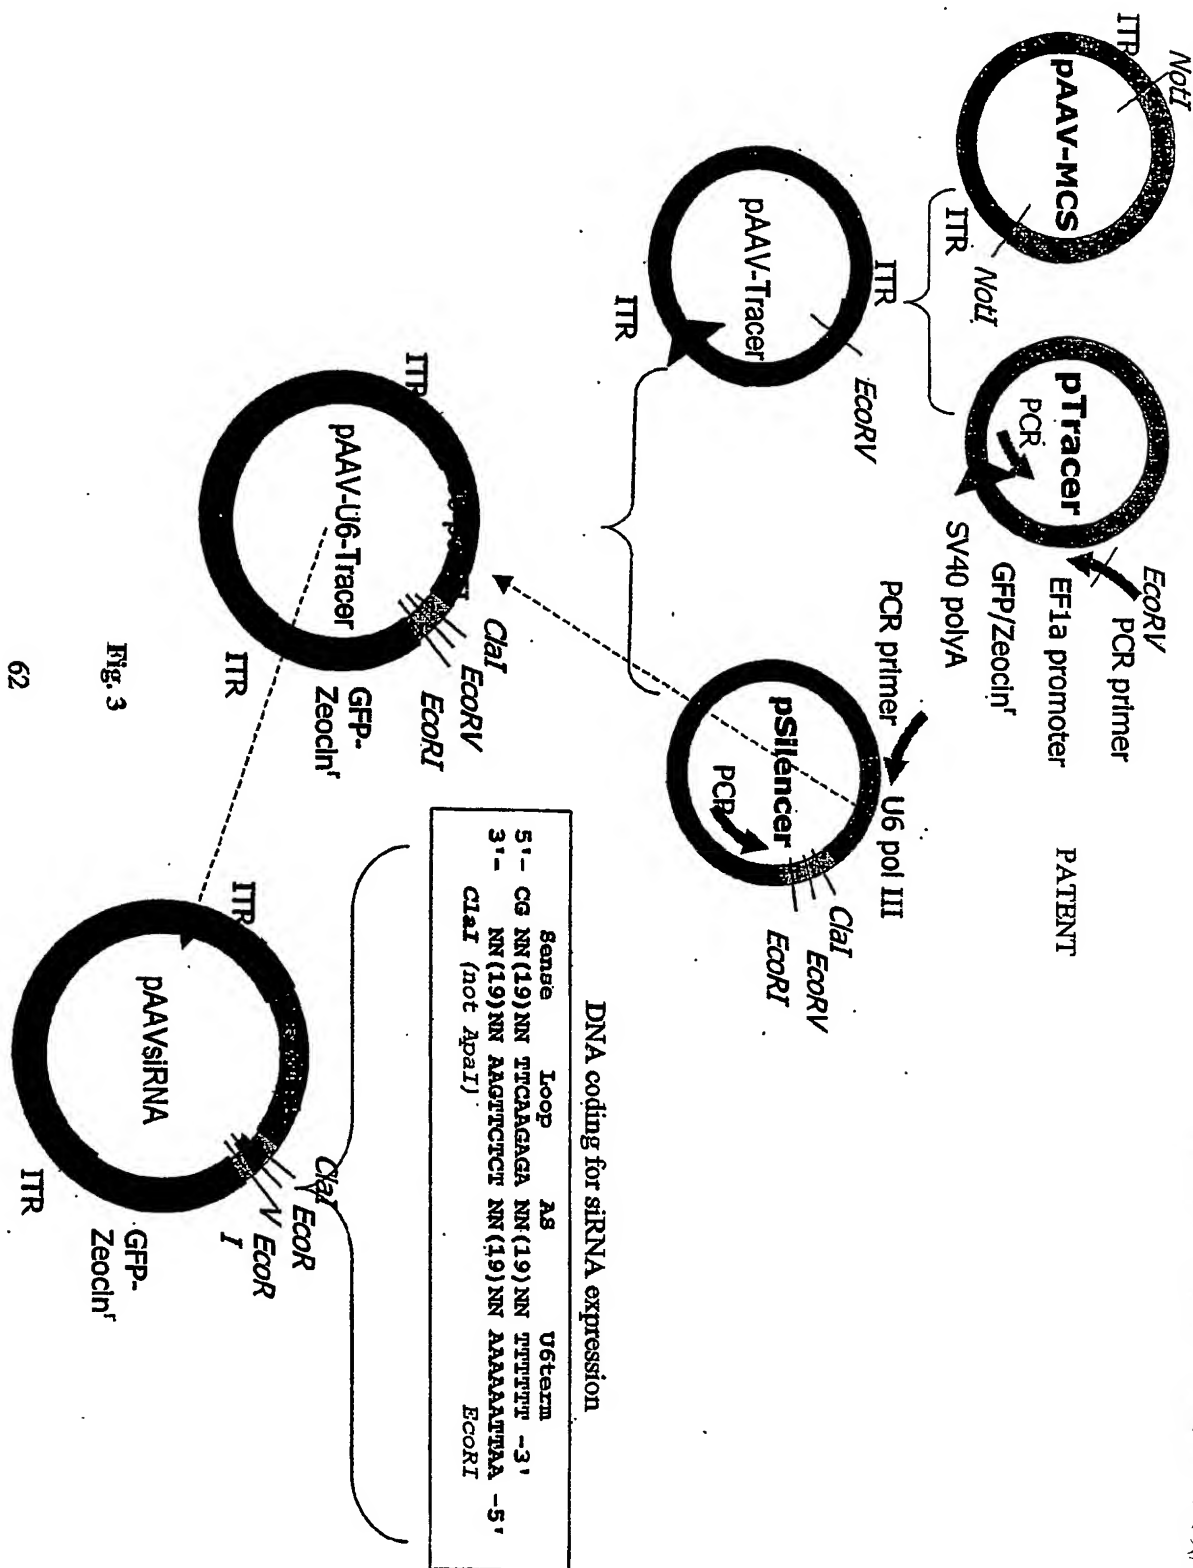 PATENT
pAAV-MCS
NotI
ITR
ITR
NotI
pTracer
PCR
EcoRV
PCR primer
EF1a promoter
GFP/Zeocinʳ
SV40 polyA
pAAV-Tracer
ITR
ITR
EcoRV
pSilencer
PCR
PCR primer
U6 pol III
ClaI
EcoRV
EcoRI
pAAV-U6-Tracer
ITR
ITR
ClaI
EcoRV
EcoRI
GFP-
Zeocinʳ
DNA coding for siRNA expression
Sense Loop AS U6term
5'- CG NN(19)NN TTCAAGAGA NN(19)NN TTTTTT -3'
3'- NN(19)NN AAGTTCTCT NN(19)NN AAAAAATTAA -5'
ClaI (not ApaI) EcoRI
pAAVsiRNA
ITR
ITR
ClaI
EcoR
V EcoR
I
GFP-
Zeocinʳ
Fig. 3
62